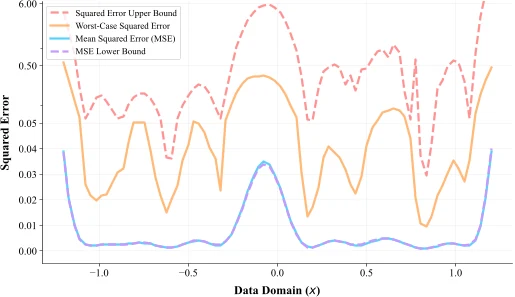 6.00
0.50
0.05
0.04
0.03
0.02
0.01
0.00
Squared Error
Squared Error Upper Bound
Worst-Case Squared Error
Mean Squared Error (MSE)
MSE Lower Bound
−1.0 −0.5 0.0 0.5 1.0
Data Domain (x)